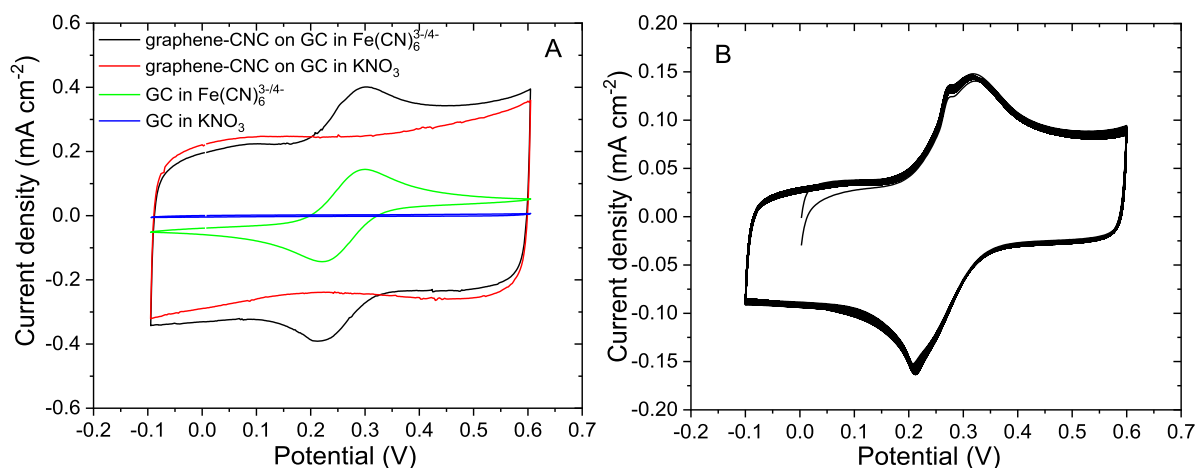 A
graphene-CNC on GC in Fe(CN)₆³⁻/⁴⁻
graphene-CNC on GC in KNO₃
GC in Fe(CN)₆³⁻/⁴⁻
GC in KNO₃
Current density (mA cm⁻²)
0.6
0.4
0.2
0.0
-0.2
-0.4
-0.6
-0.2 -0.1 0.0 0.1 0.2 0.3 0.4 0.5 0.6 0.7
Potential (V)
B
Current density (mA cm⁻²)
0.20
0.15
0.10
0.05
0.00
-0.05
-0.10
-0.15
-0.20
-0.2 -0.1 0.0 0.1 0.2 0.3 0.4 0.5 0.6 0.7
Potential (V)